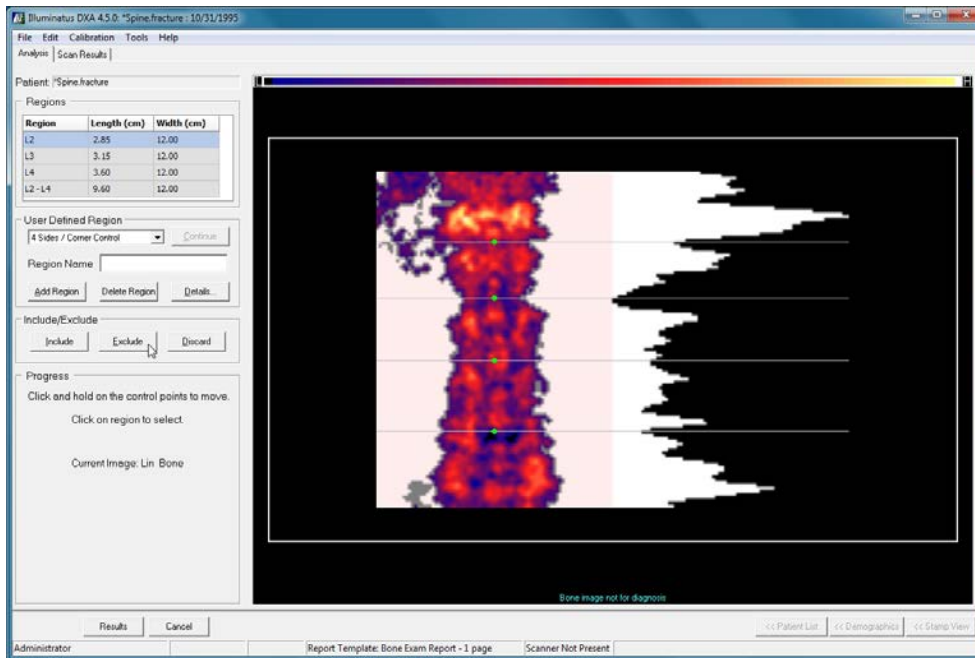 Illuminatus DXA 4.5.0: *Spine.fracture : 10/31/1995
File Edit Calibration Tools Help
Analysis Scan Results
Patient: *Spine.fracture
Regions
Region Length (cm) Width (cm)
L2 2.85 12.00
L3 3.15 12.00
L4 3.60 12.00
L2 - L4 9.60 12.00
User Defined Region
4 Sides / Corner Control Continue
Region Name
Add Region Delete Region Details...
Include/Exclude
Include Exclude Discard
Progress
Click and hold on the control points to move.
Click on region to select.
Current Image: Lin Bone
L H
Bone image not for diagnosis
Results Cancel << Patient List << Demographics << Stamp View
Administrator Report Template: Bone Exam Report - 1 page Scanner Not Present